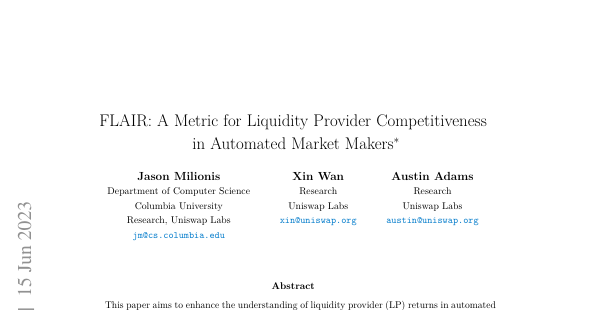 FLAIR: A Metric for Liquidity Provider Competitiveness
in Automated Market Makers*
Jason Milionis
Department of Computer Science
Columbia University
Research, Uniswap Labs
jm@cs.columbia.edu
Xin Wan
Research
Uniswap Labs
xin@uniswap.org
Austin Adams
Research
Uniswap Labs
austin@uniswap.org
Abstract
This paper aims to enhance the understanding of liquidity provider (LP) returns in automated
| 15 Jun 2023